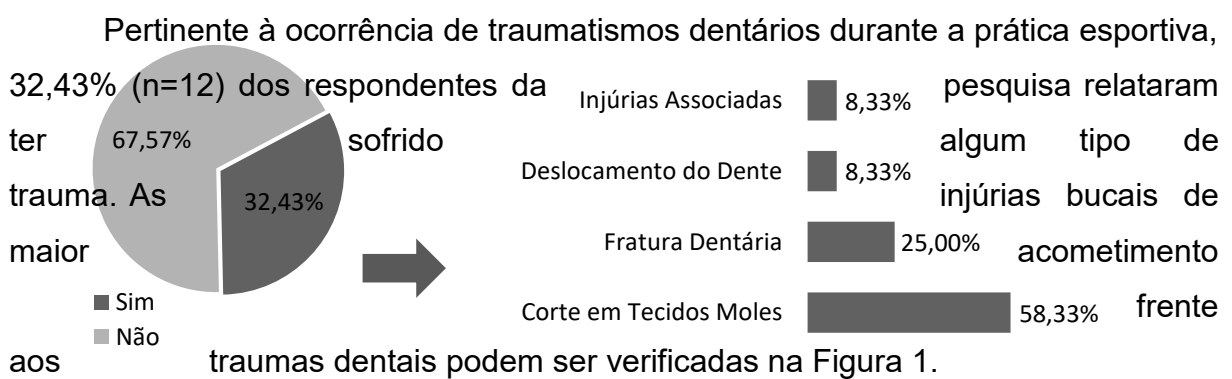 Pertinente à ocorrência de traumatismos dentários durante a prática esportiva,
32,43% (n=12) dos respondentes da pesquisa relataram
ter sofrido algum tipo de
trauma. As injúrias bucais de
maior acometimento
frente
aos traumas dentais podem ser verificadas na Figura 1.
67,57%
32,43%
Sim
Não
Injúrias Associadas 8,33%
Deslocamento do Dente 8,33%
Fratura Dentária 25,00%
Corte em Tecidos Moles 58,33%